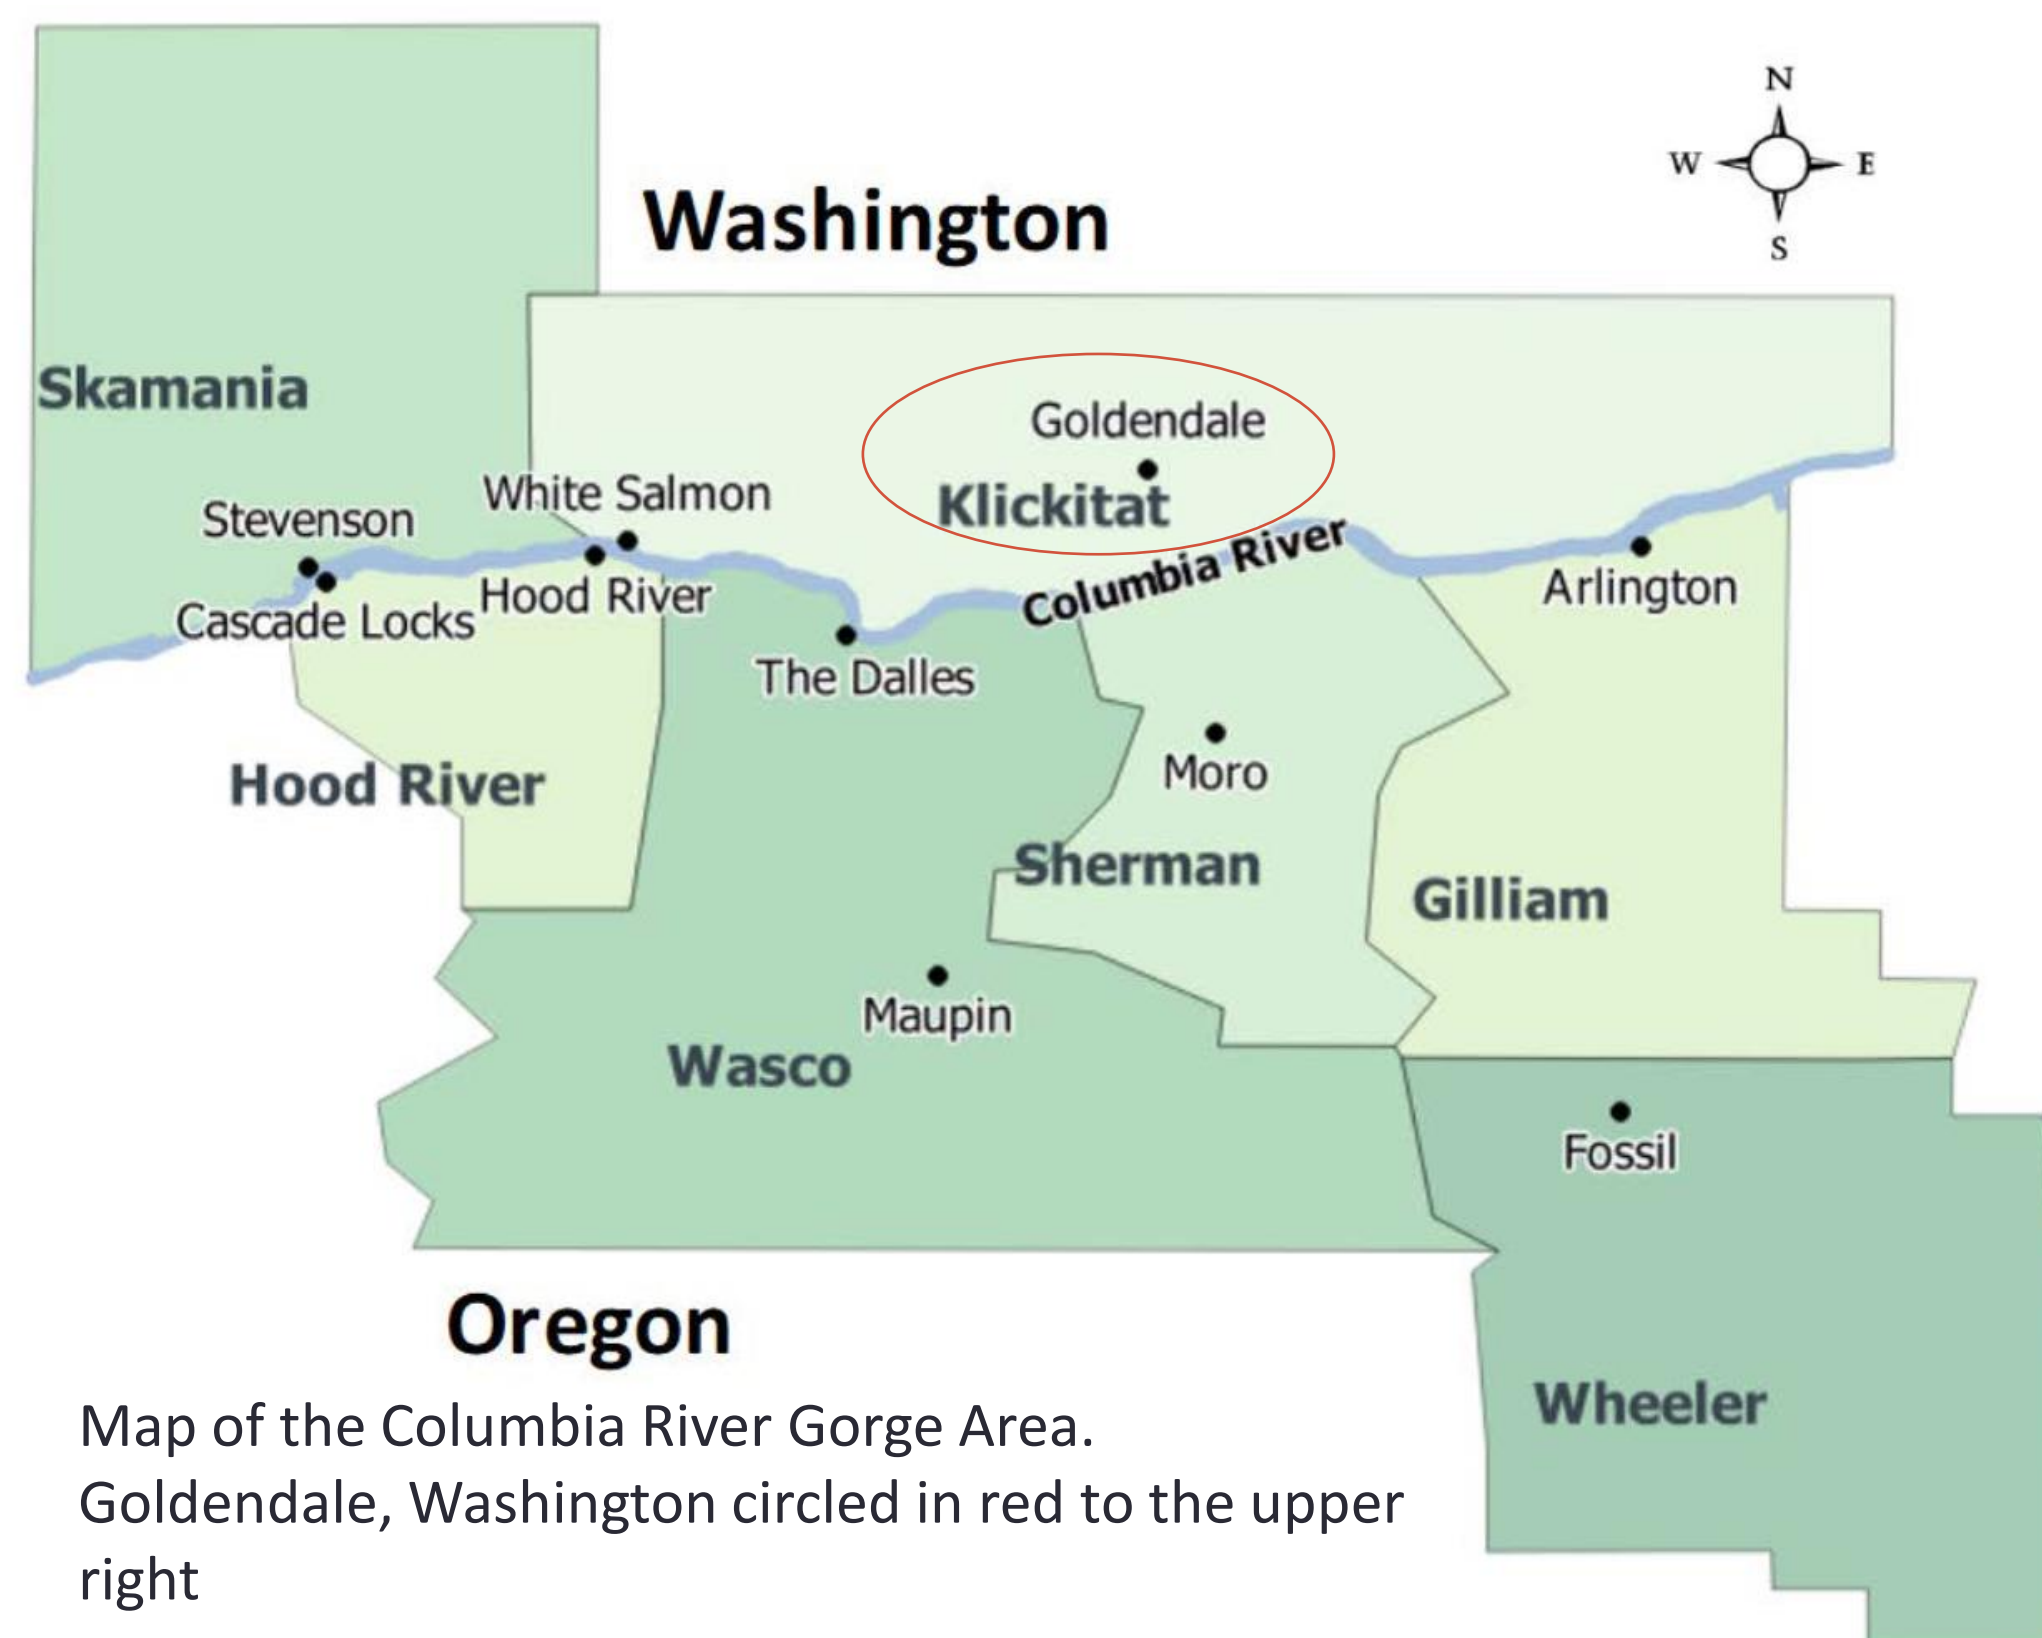 N
W E
S
Washington
Skamania
Goldendale
Klickitat
White Salmon
Stevenson
Columbia River
Hood River
Cascade Locks
Arlington
The Dalles
Moro
Hood River
Sherman
Gilliam
Maupin
Wasco
Fossil
Oregon
Wheeler
Map of the Columbia River Gorge Area.
Goldendale, Washington circled in red to the upper
right